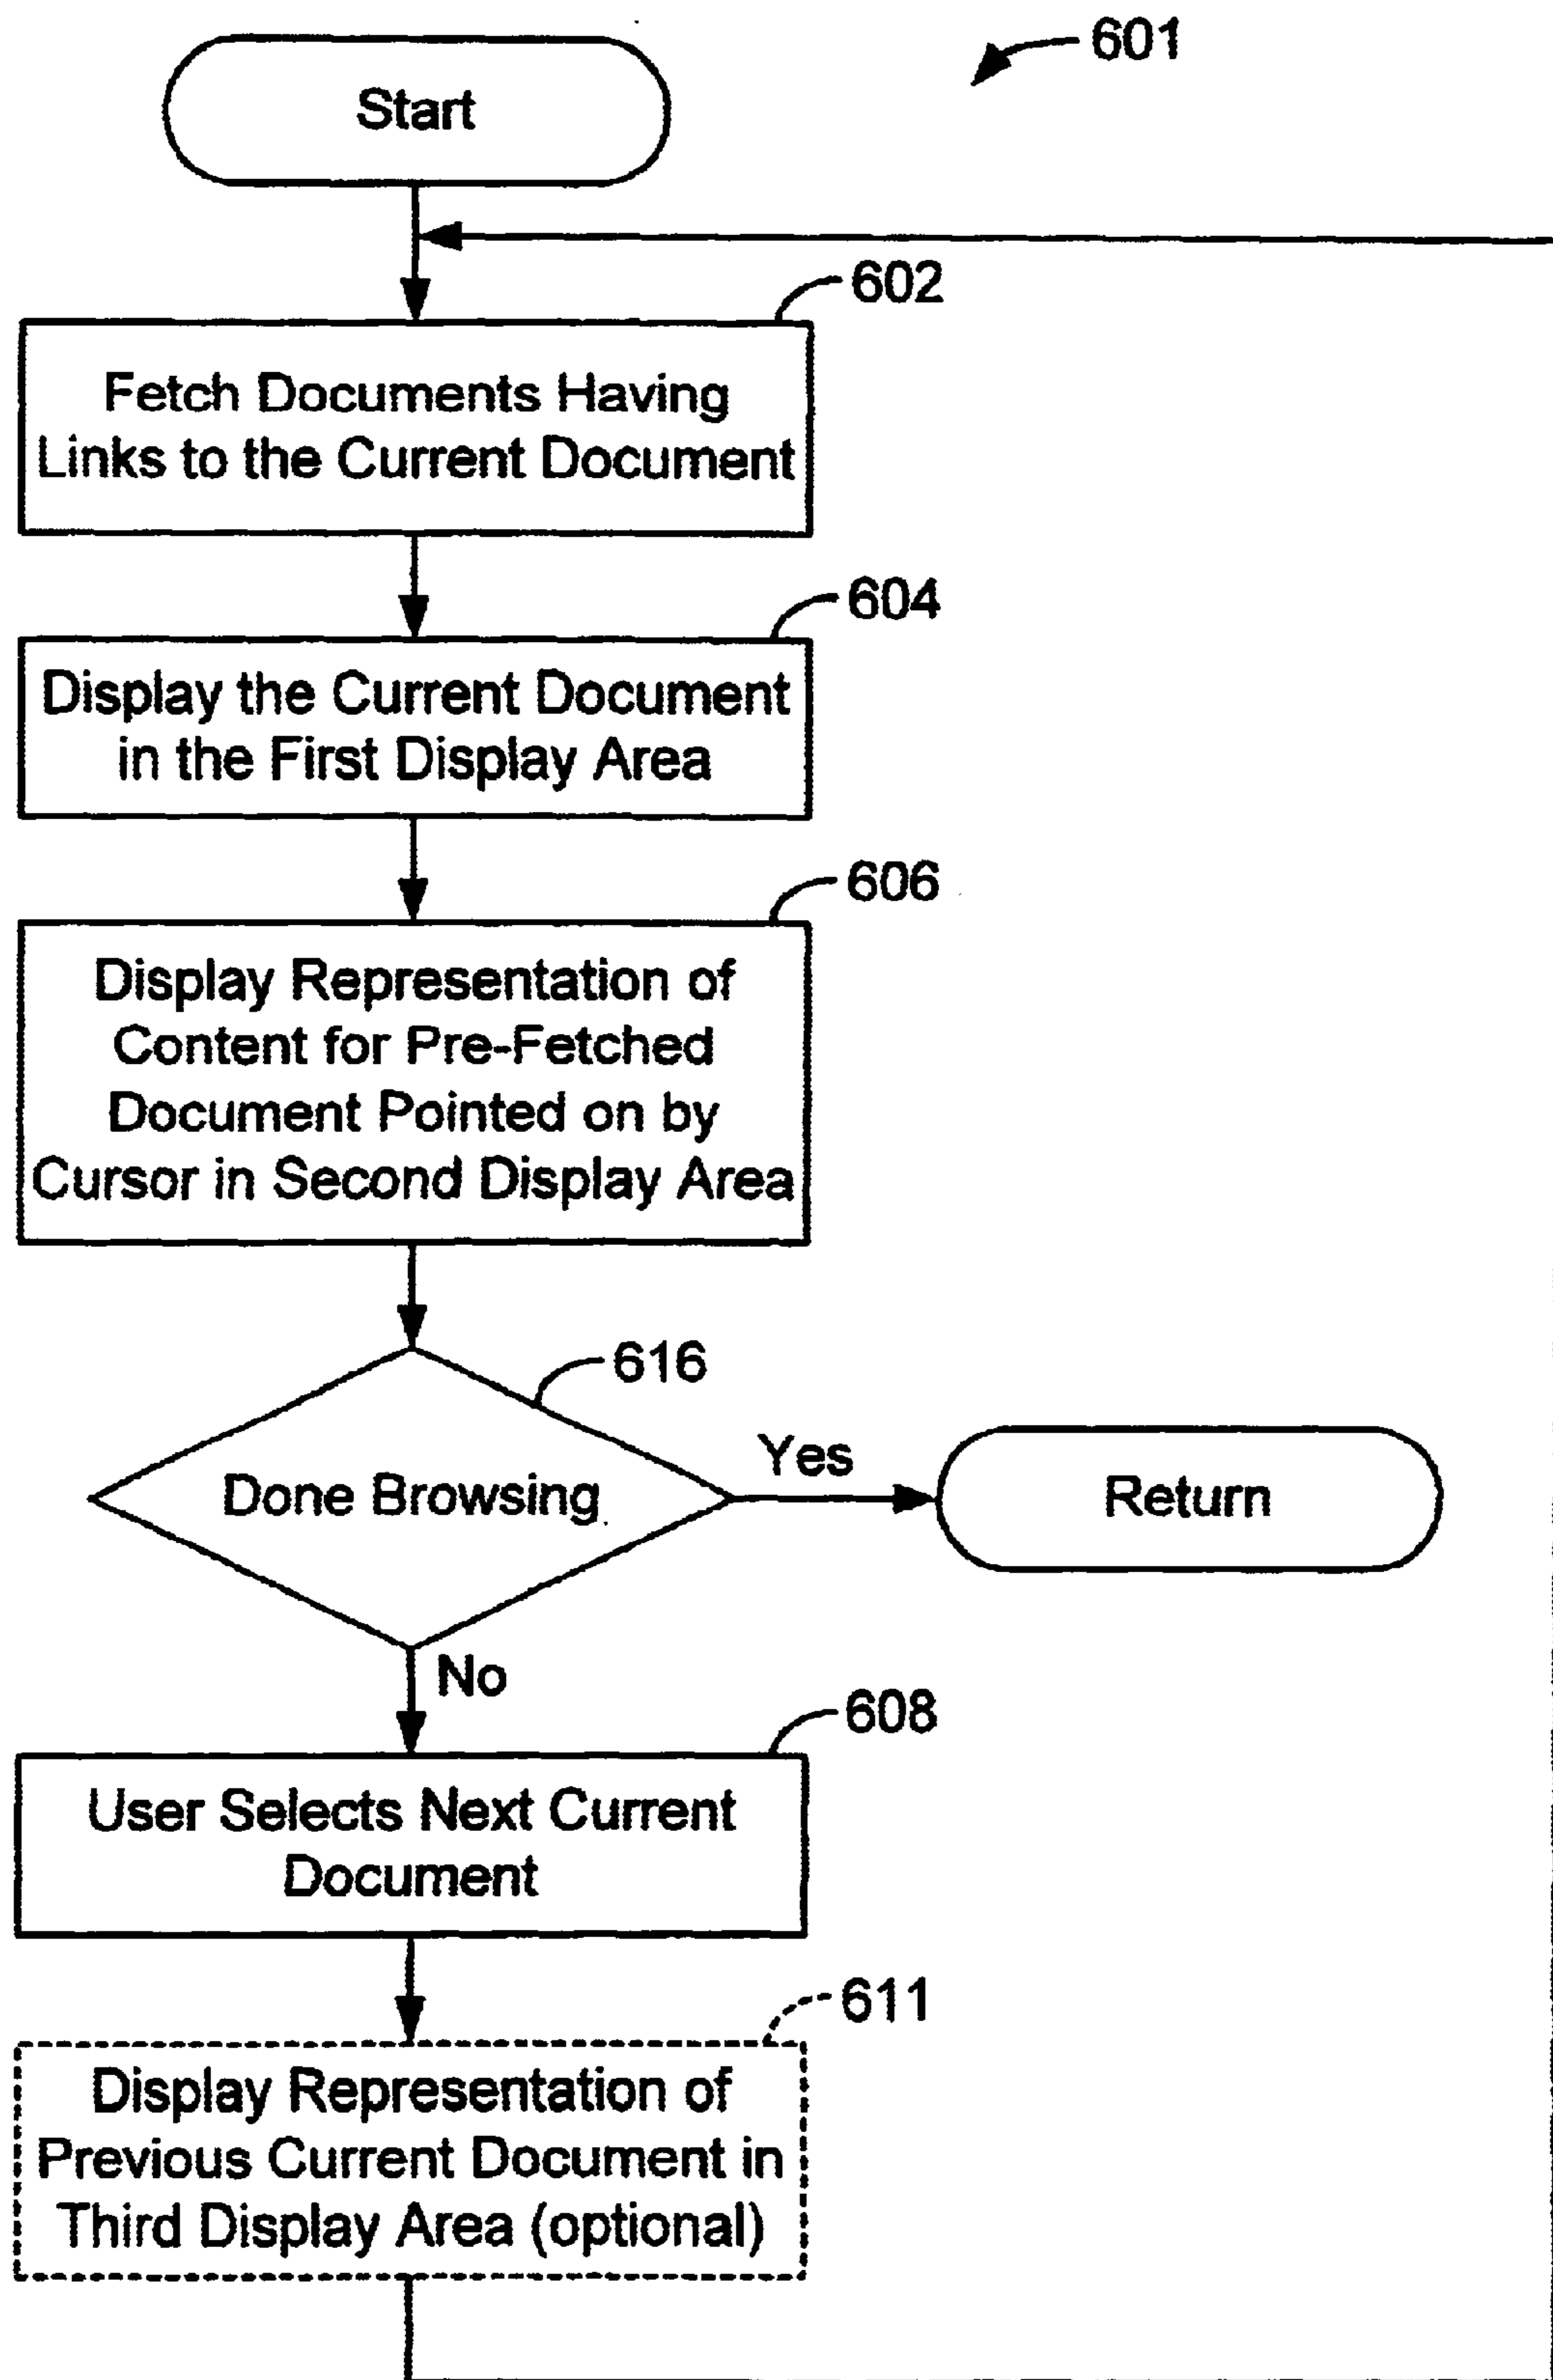 601
Start
602
Fetch Documents Having
Links to the Current Document
604
Display the Current Document
in the First Display Area
606
Display Representation of
Content for Pre-Fetched
Document Pointed on by
Cursor in Second Display Area
616
Done Browsing
Yes
Return
No
608
User Selects Next Current
Document
611
Display Representation of
Previous Current Document in
Third Display Area (optional)